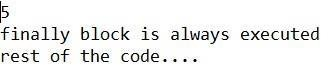 5
finally block is always executed
rest of the code....